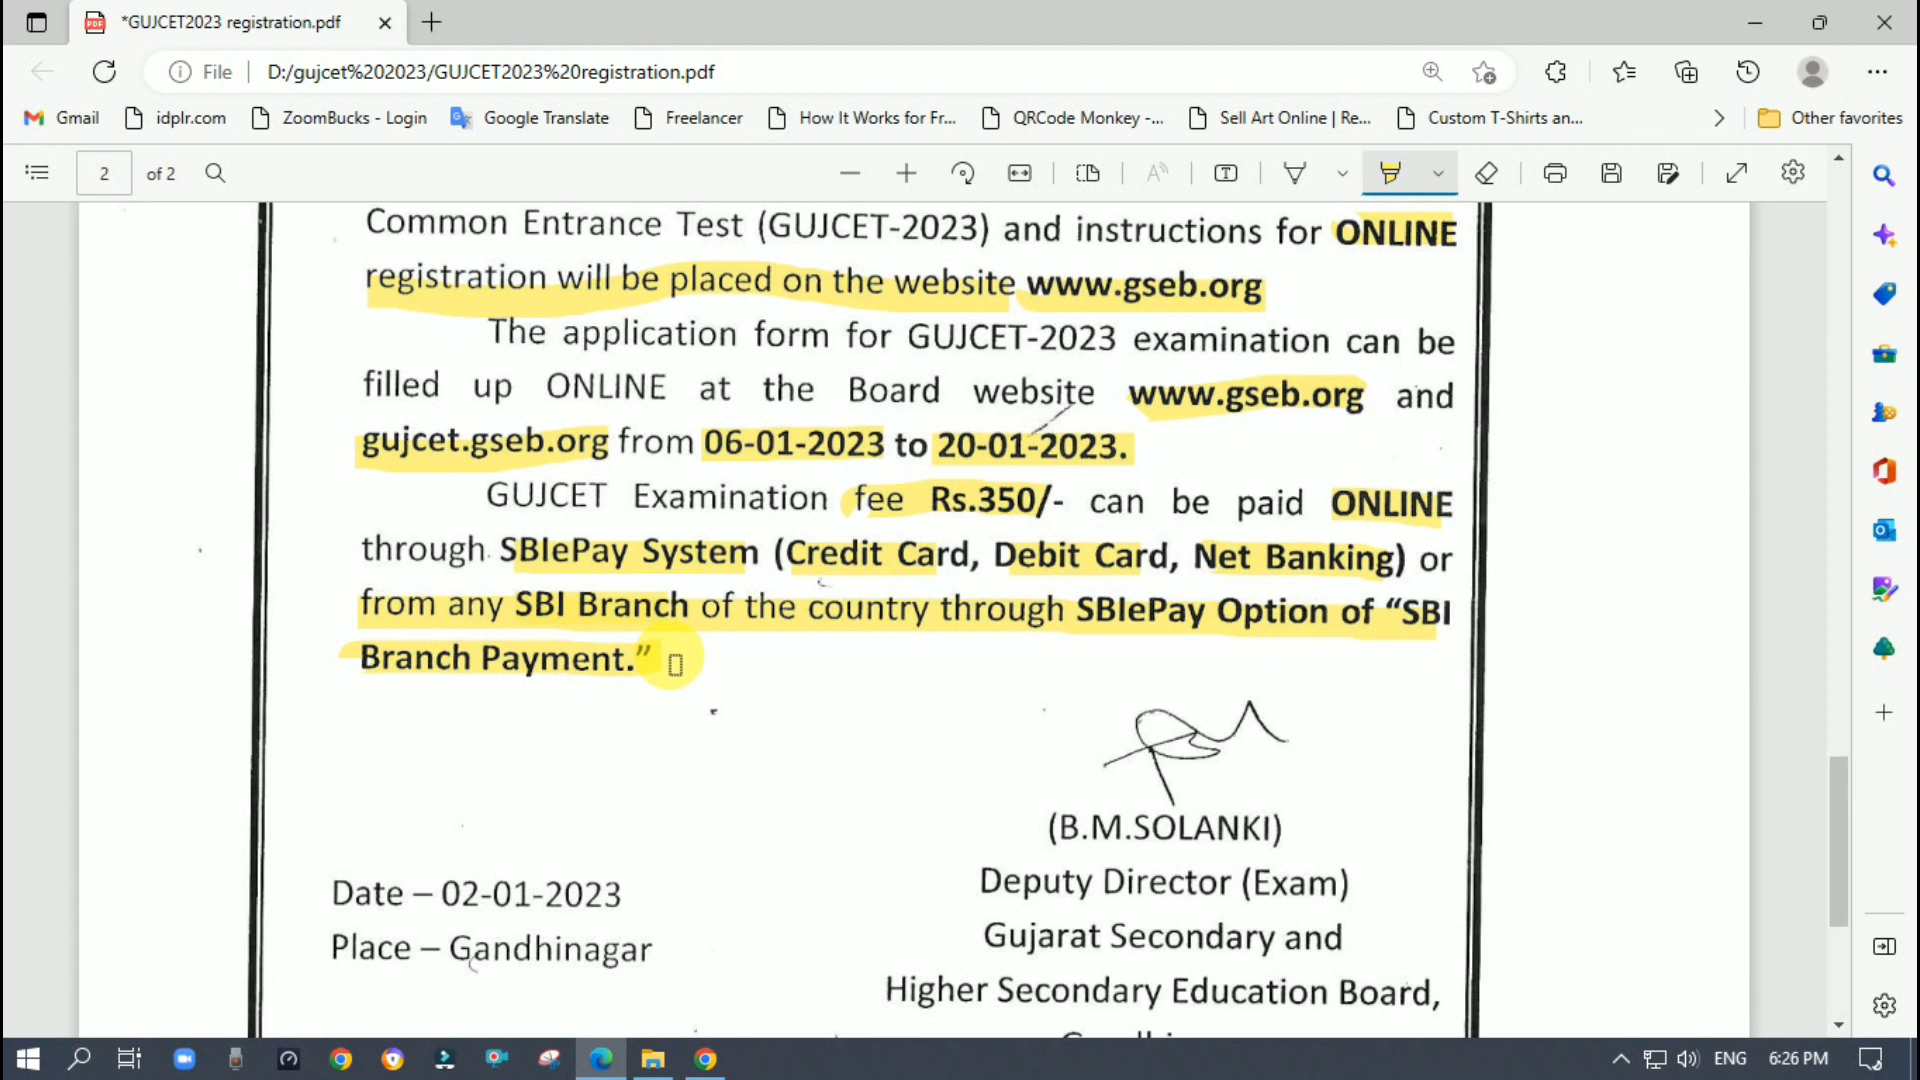 *GUJCET2023 registration.pdf
File D:/gujcet%202023/GUJCET2023%20registration.pdf
Gmail idplr.com ZoomBucks - Login Google Translate Freelancer How It Works for Fr... QRCode Monkey -... Sell Art Online | Re... Custom T-Shirts an... Other favorites
2 of 2
Common Entrance Test (GUJCET-2023) and instructions for ONLINE
registration will be placed on the website www.gseb.org
The application form for GUJCET-2023 examination can be
filled up ONLINE at the Board website www.gseb.org and
gujcet.gseb.org from 06-01-2023 to 20-01-2023.
GUJCET Examination fee Rs.350/- can be paid ONLINE
through SBIePay System (Credit Card, Debit Card, Net Banking) or
from any SBI Branch of the country through SBIePay Option of “SBI
Branch Payment.”
(B.M.SOLANKI)
Date – 02-01-2023 Deputy Director (Exam)
Place – Gandhinagar Gujarat Secondary and
Higher Secondary Education Board,
ENG 6:26 PM